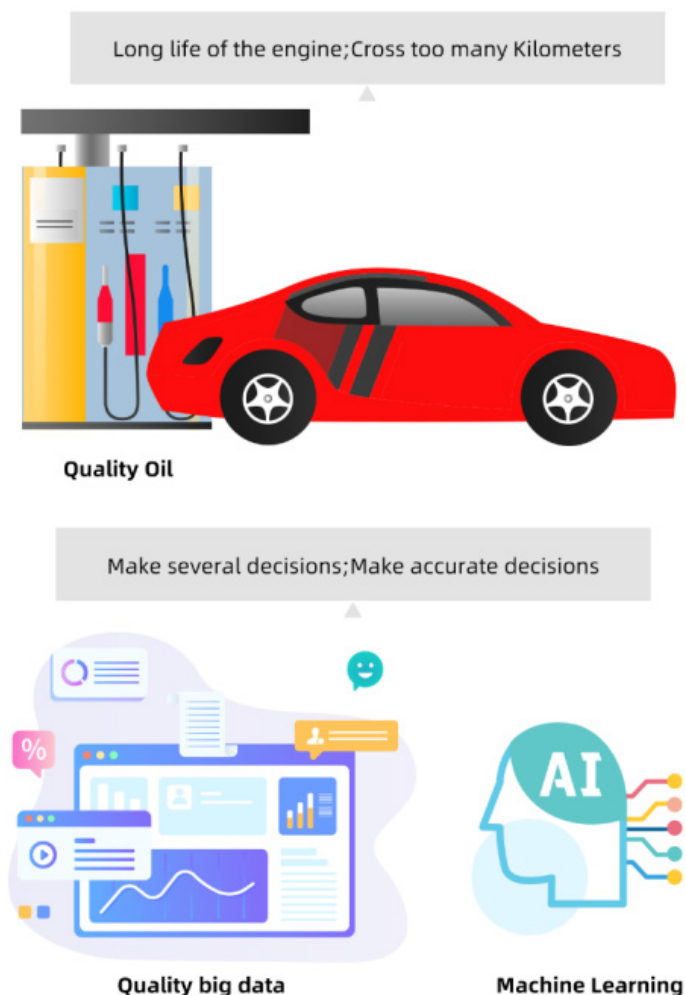 Long life of the engine;Cross too many Kilometers
Quality Oil
Make several decisions;Make accurate decisions
%
AI
Quality big data
Machine Learning